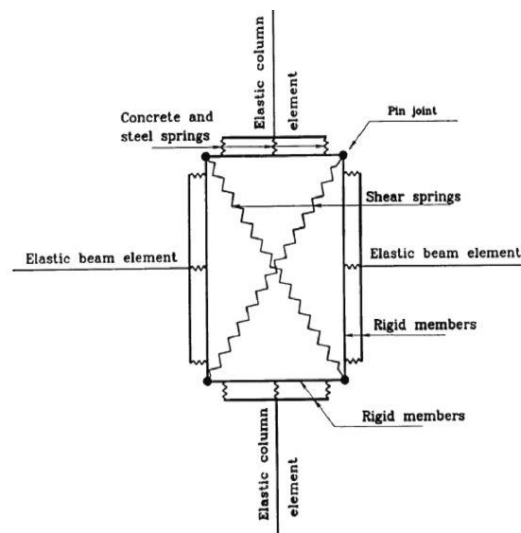 Elastic column
element
Concrete and
steel springs
Pin joint
Shear springs
Elastic beam element
Elastic beam element
Rigid members
Rigid members
Elastic column
element